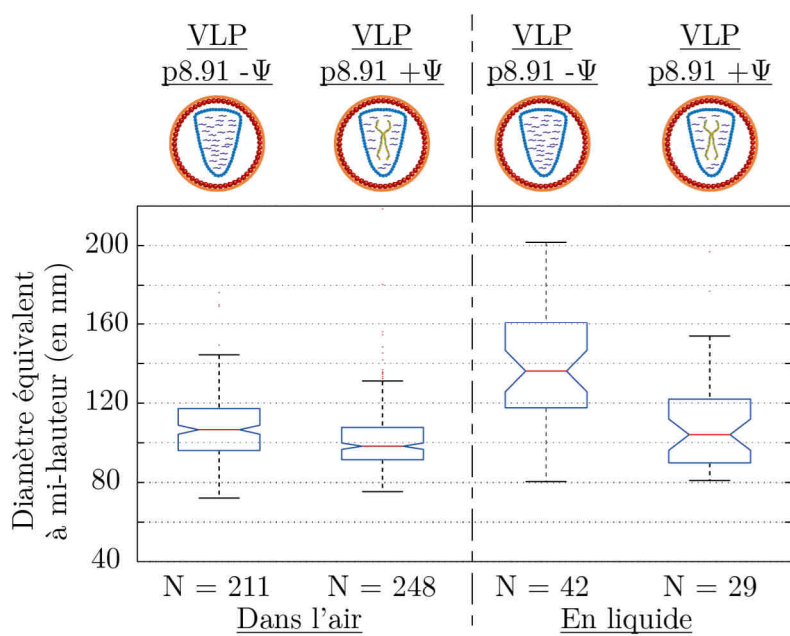 VLP VLP VLP VLP
p8.91 -Ψ p8.91 +Ψ p8.91 -Ψ p8.91 +Ψ
Diamètre équivalent
à mi-hauteur (en nm)
200
160
120
80
40
N = 211 N = 248 N = 42 N = 29
Dans l'air En liquide